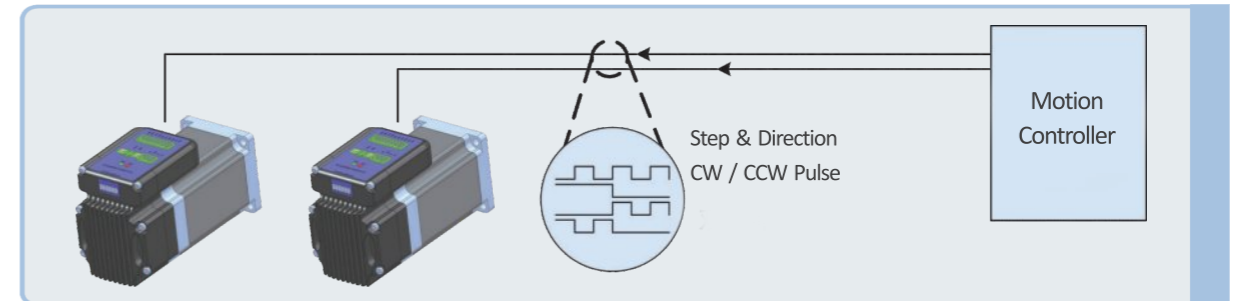 Step & Direction
CW / CCW Pulse
Motion
Controller